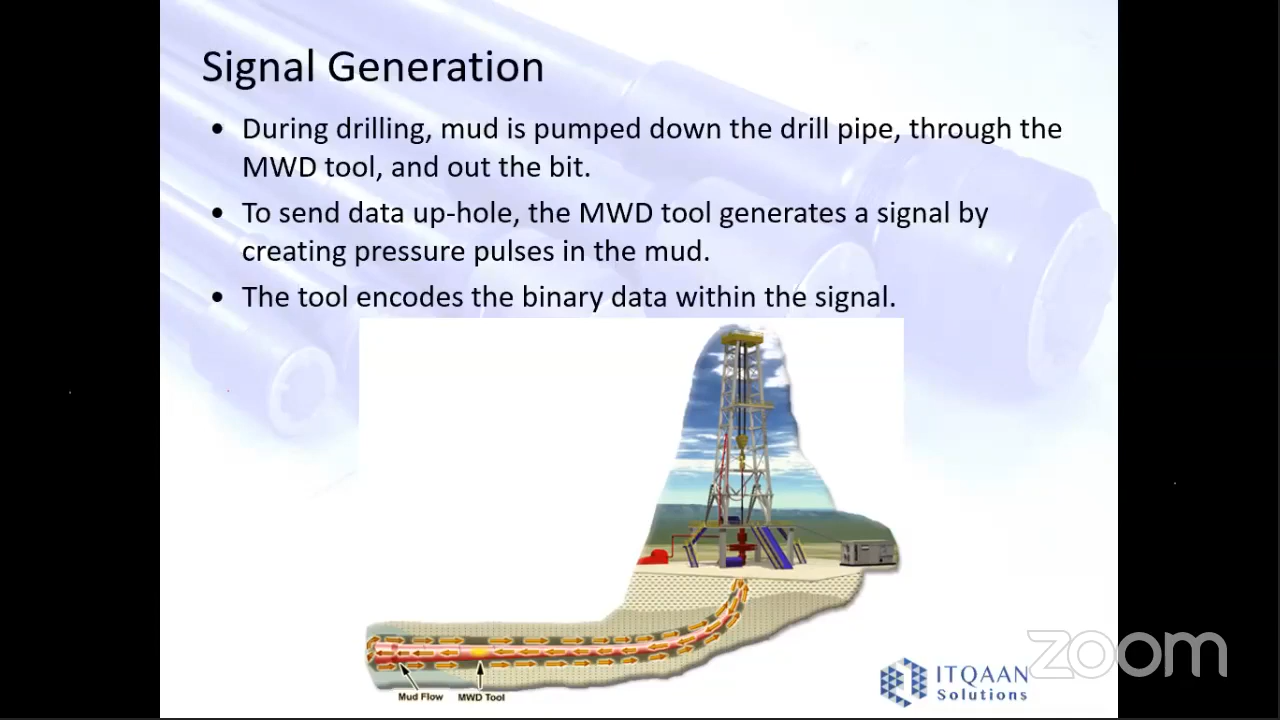 Signal Generation
• During drilling, mud is pumped down the drill pipe, through the
MWD tool, and out the bit.
• To send data up-hole, the MWD tool generates a signal by
creating pressure pulses in the mud.
• The tool encodes the binary data within the signal.
Mud Flow
MWD Tool
ITQAAN
Solutions
zoom